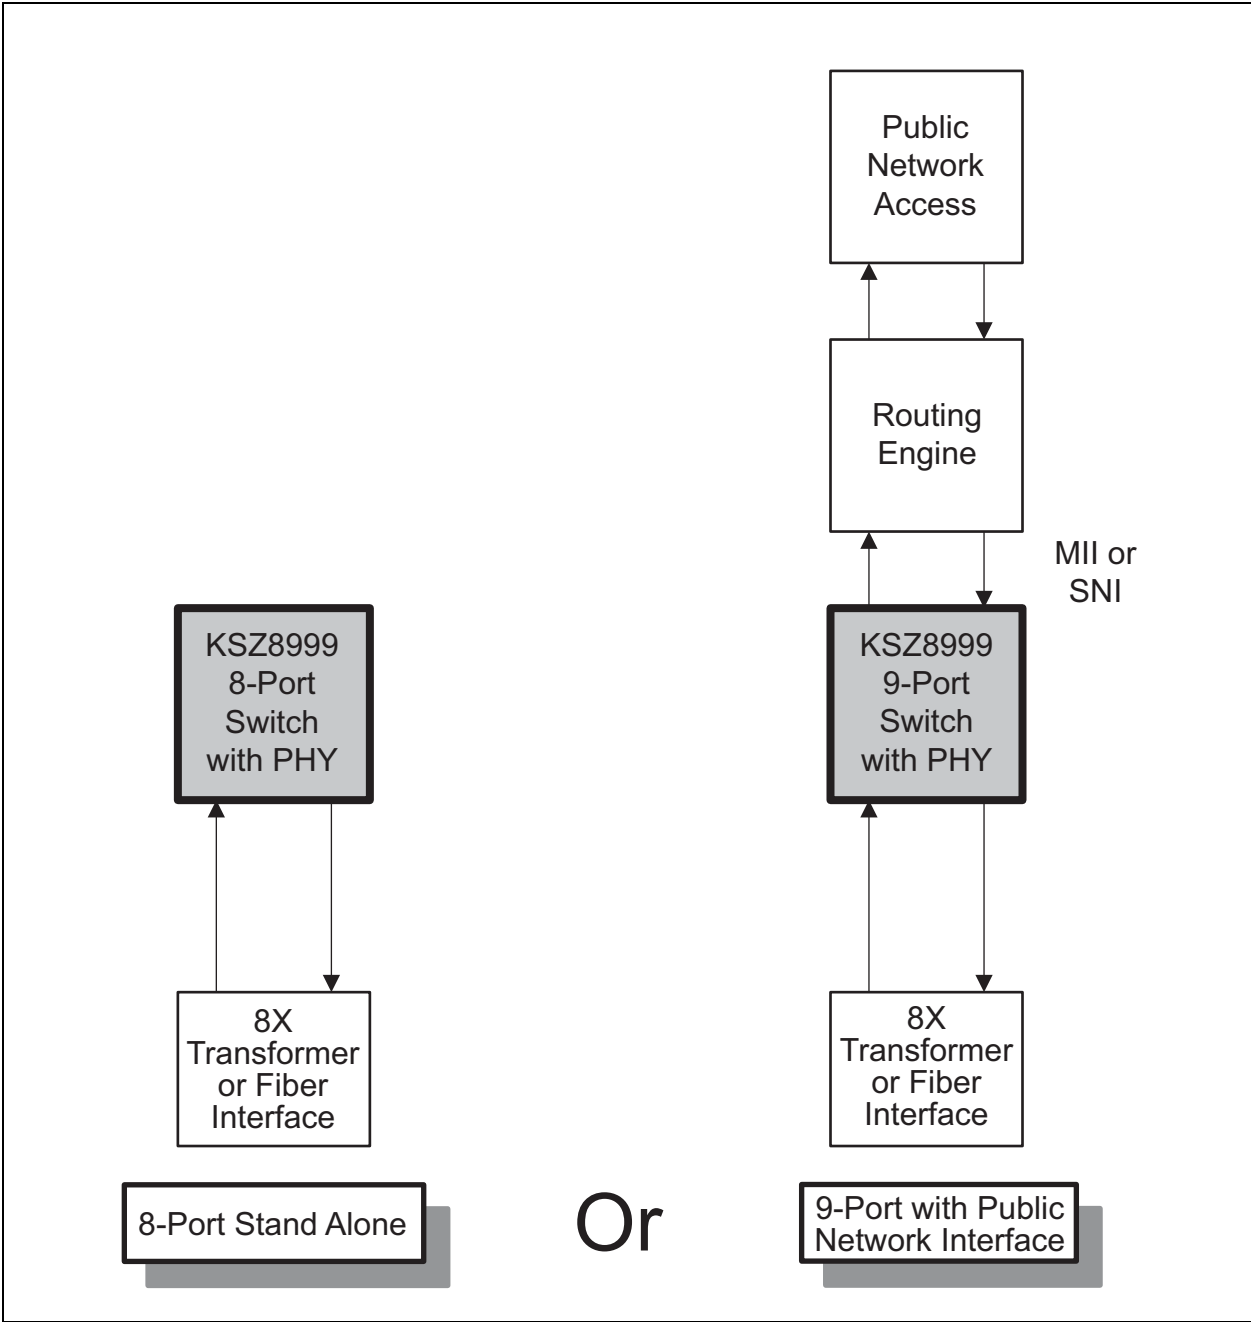 Public
Network
Access
Routing
Engine
MII or
SNI
KSZ8999
8-Port
Switch
with PHY
KSZ8999
9-Port
Switch
with PHY
8X
Transformer
or Fiber
Interface
8X
Transformer
or Fiber
Interface
8-Port Stand Alone
Or
9-Port with Public
Network Interface